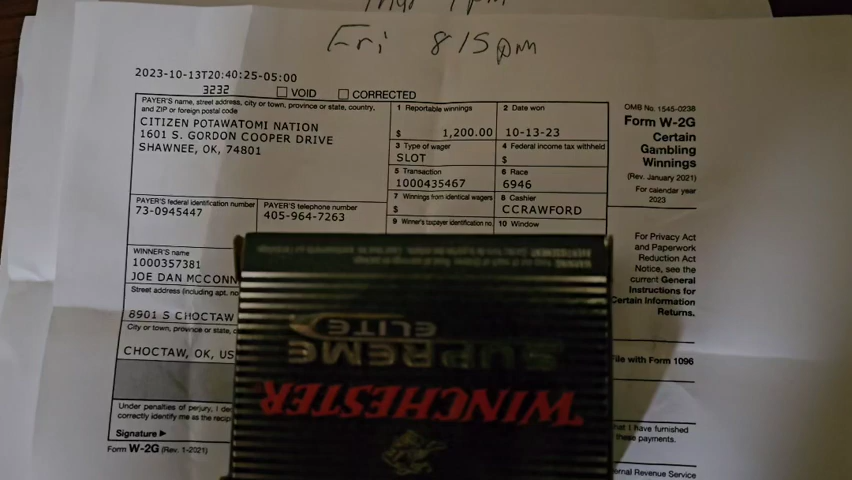 Fri 815pm
2023-10-13T20:40:25-05:00
3232
VOID
CORRECTED
PAYER'S name, street address, city or town, province or state, country,
and ZIP or foreign postal code
CITIZEN POTAWATOMI NATION
1601 S. GORDON COOPER DRIVE
SHAWNEE, OK, 74801
PAYER'S federal identification number
73-0945447
PAYER'S telephone number
405-964-7263
WINNER'S name
1000357381
JOE DAN MCCONN
Street address (including apt. no
8901 S CHOCTAW
City or town, province or state,
CHOCTAW, OK, US
Under penalties of perjury, I dec
correctly identify me as the recip
Signature ►
Form W-2G (Rev. 1-2021)
1 Reportable winnings
$ 1,200.00
2 Date won
10-13-23
3 Type of wager
SLOT
4 Federal income tax withheld
$
5 Transaction
1000435467
6 Race
6946
7 Winnings from identical wagers
$
8 Cashier
CCRAWFORD
9 Winner's taxpayer identification no.
10 Window
OMB No. 1545-0238
Form W-2G
Certain
Gambling
Winnings
(Rev. January 2021)
For calendar year
2023
For Privacy Act
and Paperwork
Reduction Act
Notice, see the
current General
Instructions for
Certain Information
Returns.
File with Form 1096
that I have furnished
these payments.
ernal Revenue Service
WINCHESTER
SUPREME
ELITE